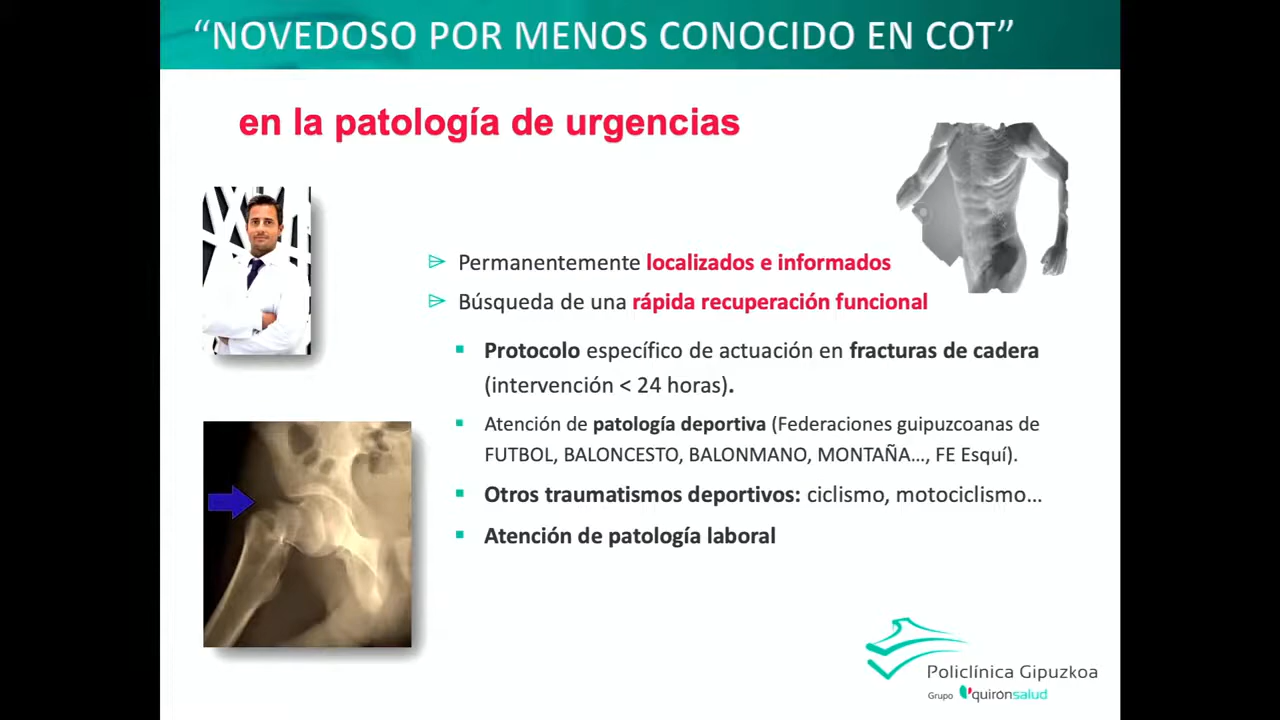 “NOVEDOSO POR MENOS CONOCIDO EN COT”
en la patología de urgencias
Permanentemente localizados e informados
Búsqueda de una rápida recuperación funcional
Protocolo específico de actuación en fracturas de cadera
(intervención < 24 horas).
Atención de patología deportiva (Federaciones guipuzcoanas de
FUTBOL, BALONCESTO, BALONMANO, MONTAÑA…, FE Esquí).
Otros traumatismos deportivos: ciclismo, motociclismo…
Atención de patología laboral
Policlínica Gipuzkoa
Grupo quirónsalud